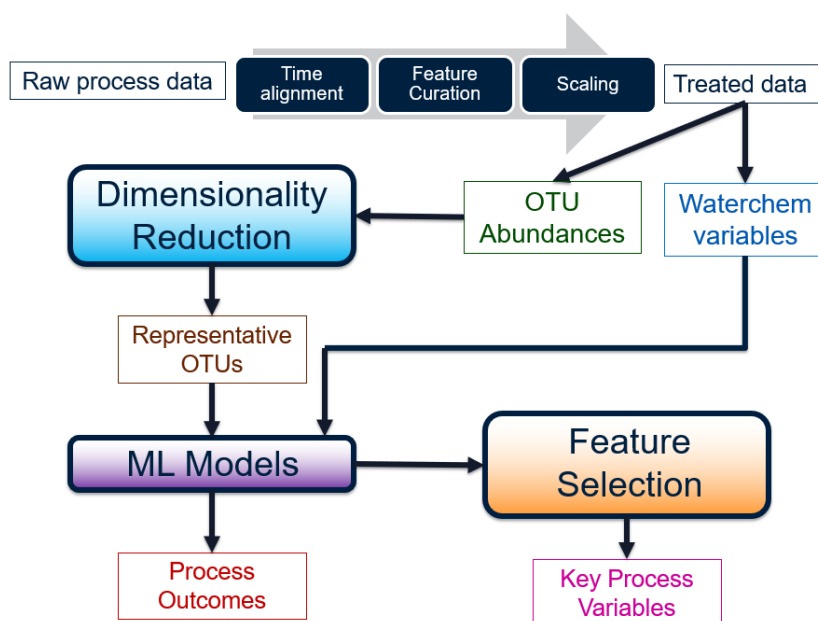 Raw process data
Time
alignment
Feature
Curation
Scaling
Treated data
Dimensionality
Reduction
OTU
Abundances
Waterchem
variables
Representative
OTUs
ML Models
Feature
Selection
Process
Outcomes
Key Process
Variables